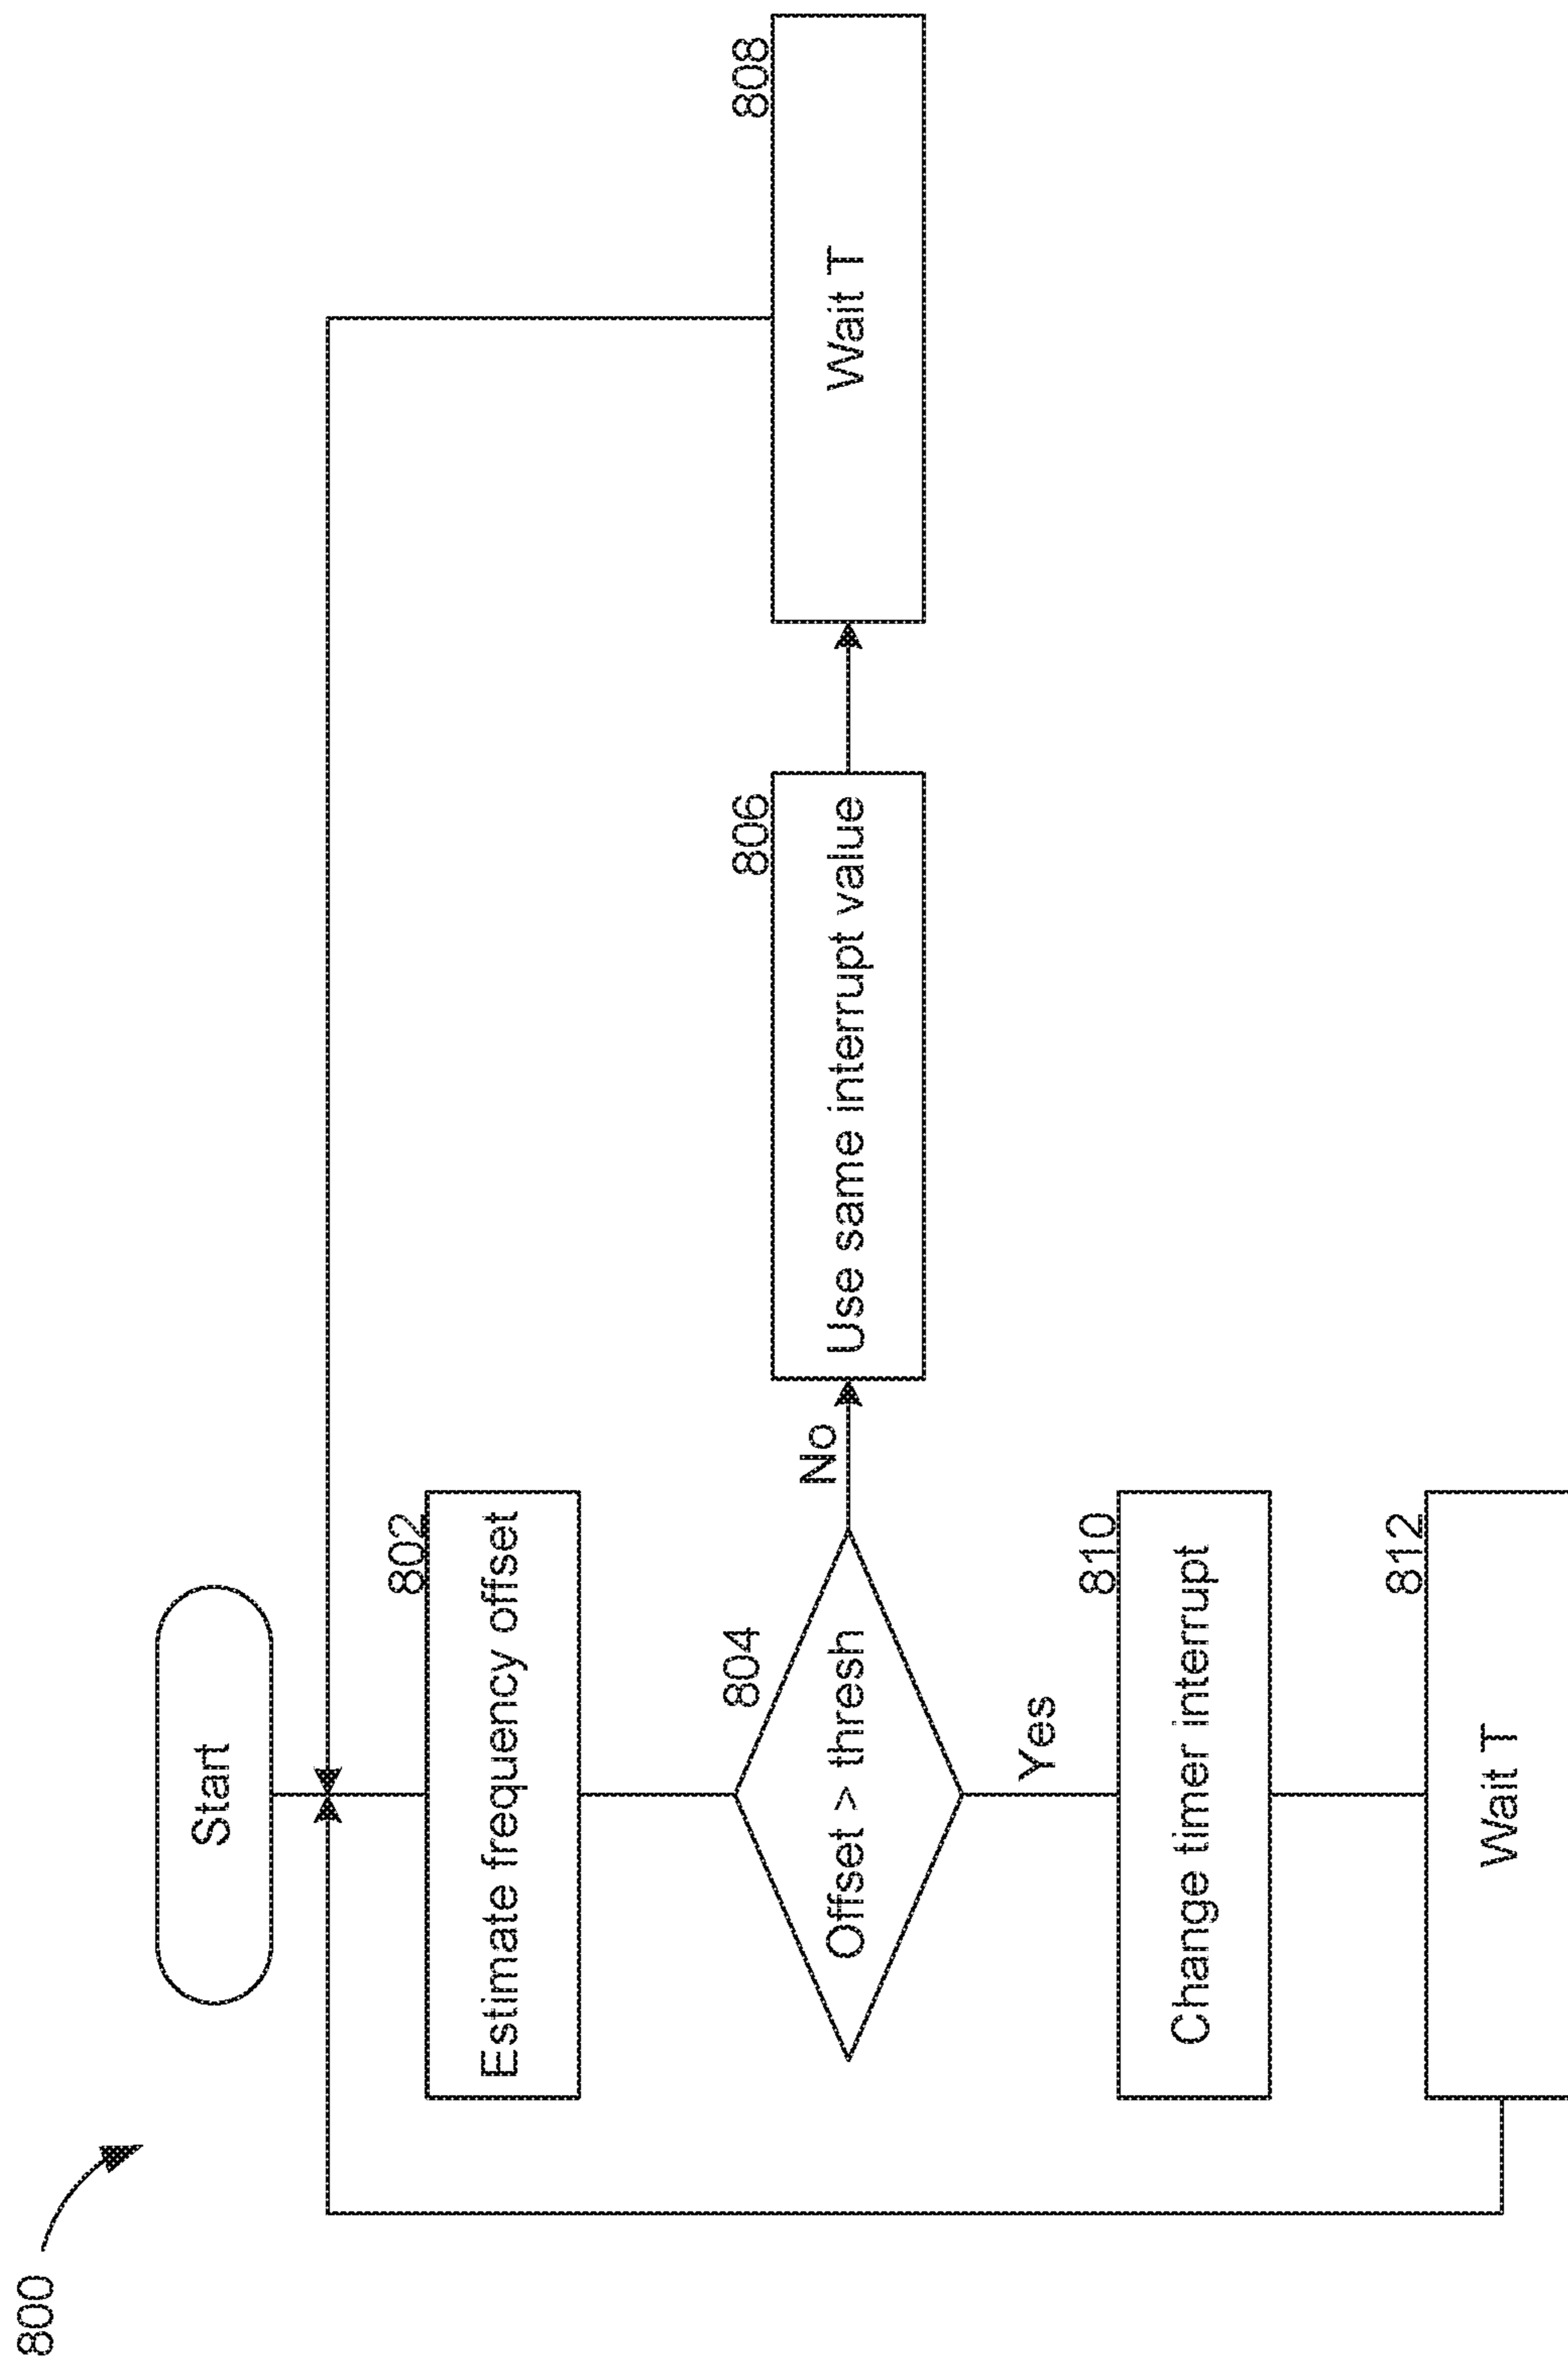 800
Start
802
Estimate frequency offset
804
Offset > thresh
No
806
Use same interrupt value
808
Wait T
Yes
810
Change timer interrupt
812
Wait T